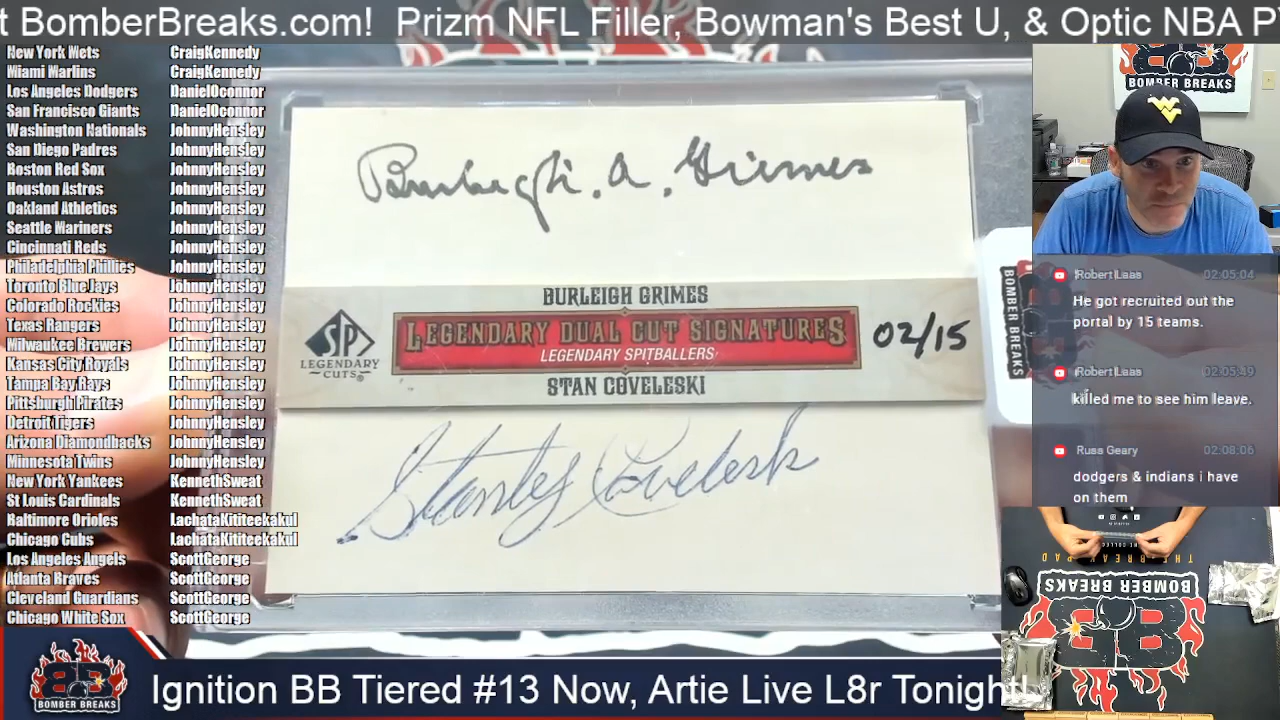 t BomberBreaks.com! Prizm NFL Filler, Bowman's Best U, & Optic NBA P
New York Mets CraigKennedy
Miami Marlins CraigKennedy
Los Angeles Dodgers DanielOconnor
San Francisco Giants DanielOconnor
Washington Nationals JohnnyHensley
San Diego Padres JohnnyHensley
Boston Red Sox JohnnyHensley
Houston Astros JohnnyHensley
Oakland Athletics JohnnyHensley
Seattle Mariners JohnnyHensley
Cincinnati Reds JohnnyHensley
Philadelphia Phillies JohnnyHensley
Toronto Blue Jays JohnnyHensley
Colorado Rockies JohnnyHensley
Texas Rangers JohnnyHensley
Milwaukee Brewers JohnnyHensley
Kansas City Royals JohnnyHensley
Tampa Bay Rays JohnnyHensley
Pittsburgh Pirates JohnnyHensley
Detroit Tigers JohnnyHensley
Arizona Diamondbacks JohnnyHensley
Minnesota Twins JohnnyHensley
New York Yankees KennethSweat
St Louis Cardinals KennethSweat
Baltimore Orioles LachataKititeekakul
Chicago Cubs LachataKititeekakul
Los Angeles Angels ScottGeorge
Atlanta Braves ScottGeorge
Cleveland Guardians ScottGeorge
Chicago White Sox ScottGeorge
Burleigh. A. Grimes
BURLEIGH GRIMES
SP
LEGENDARY
CUTS
LEGENDARY DUAL CUT SIGNATURES
LEGENDARY SPITBALLERS
02/15
STAN COVELESKI
Stanley Coveleski
BOMBER BREAKS
BOMBER BREAKS
Robert Laas 02:05:04
He got recruited out the
portal by 15 teams.
Robert Laas 02:05:49
killed me to see him leave.
Russ Geary 02:08:06
dodgers & indians i have
on them
THE BREAK PAD
BOMBER BREAKS
BB
BOMBER BREAKS
Ignition BB Tiered #13 Now, Artie Live L8r Tonight!